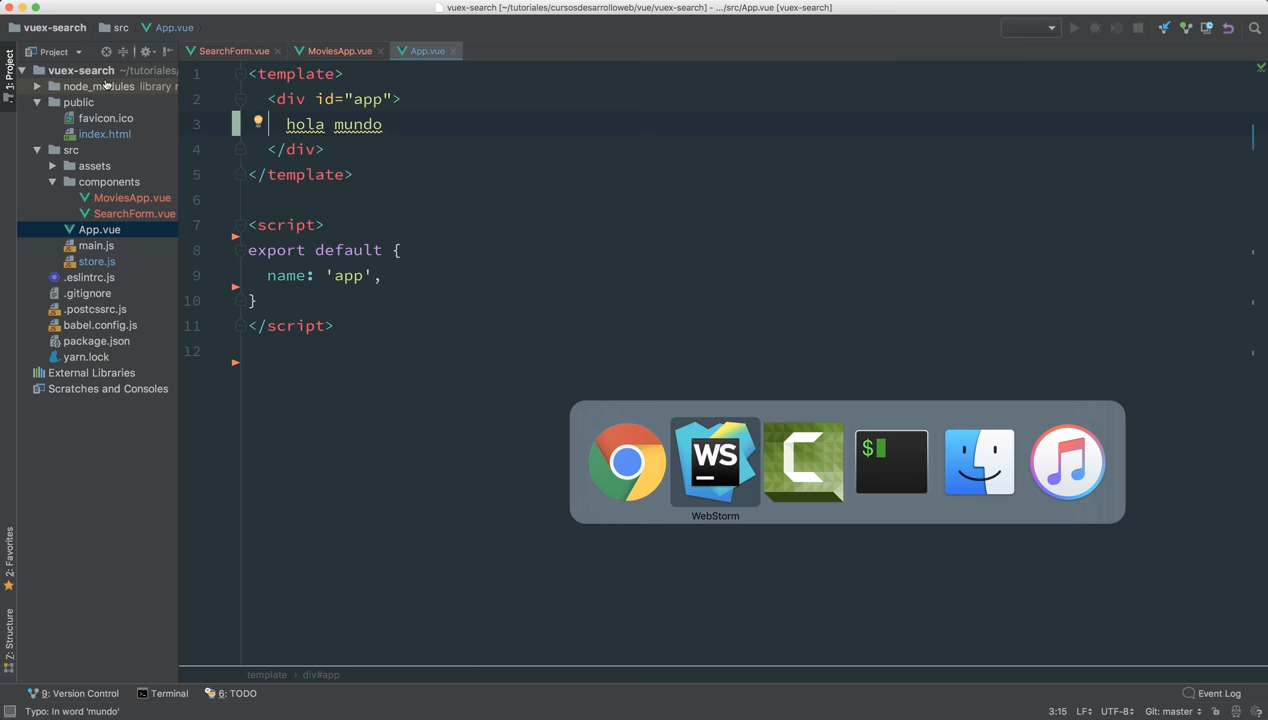 vuex-search [~/tutoriales/cursosdesarrolloweb/vue/vuex-search] - .../src/App.vue [vuex-search]
vuex-search src App.vue
1: Project
Project
SearchForm.vue MoviesApp.vue App.vue
vuex-search ~/tutoriales/
node_modules library r
public
favicon.ico
index.html
src
assets
components
MoviesApp.vue
SearchForm.vue
App.vue
main.js
store.js
.eslintrc.js
.gitignore
.postcssrc.js
babel.config.js
package.json
yarn.lock
External Libraries
Scratches and Consoles
1 <template>
2 <div id="app">
3 hola mundo
4 </div>
5 </template>
6
7 <script>
8 export default {
9 name: 'app',
10 }
11 </script>
12
WS
$
WebStorm
2: Favorites
Z: Structure
template › div#app
9: Version Control Terminal 6: TODO Event Log
Typo: In word 'mundo' 3:15 LF UTF-8 Git: master